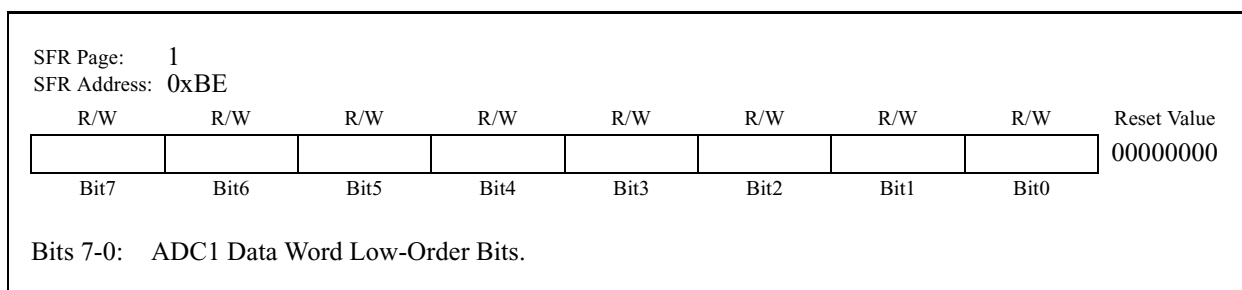 SFR Page: 1
SFR Address: 0xBE
R/W R/W R/W R/W R/W R/W R/W R/W Reset Value
00000000
Bit7 Bit6 Bit5 Bit4 Bit3 Bit2 Bit1 Bit0
Bits 7-0: ADC1 Data Word Low-Order Bits.